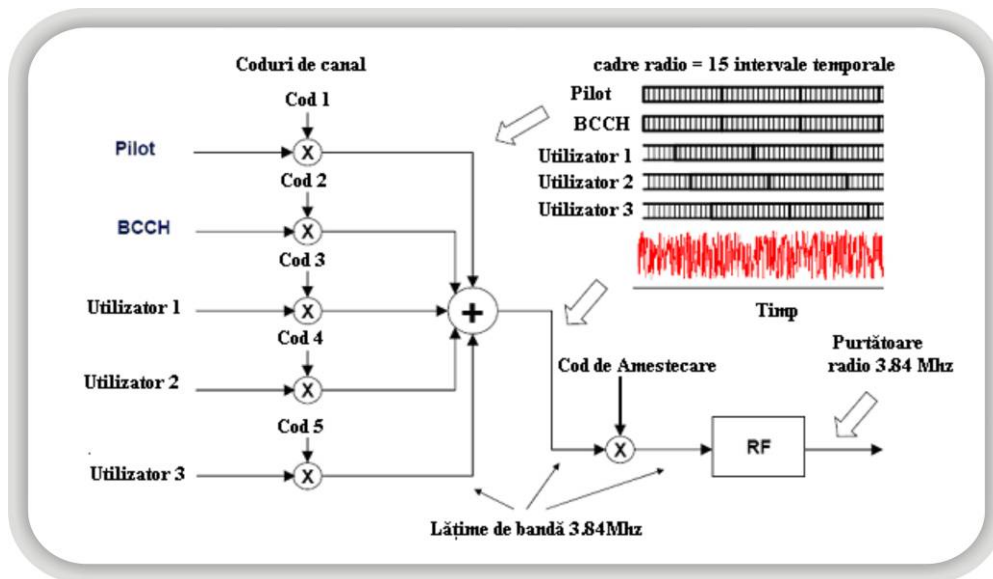 Coduri de canal
cadre radio = 15 intervale temporale
Cod 1
Pilot
BCCH
Pilot
X
Utilizator 1
Cod 2
Utilizator 2
BCCH
X
Utilizator 3
Cod 3
Utilizator 1
X
+
Timp
Cod 4
Purtătoare
radio 3.84 Mhz
Cod de Amestecare
Utilizator 2
X
Cod 5
X
RF
Utilizator 3
X
Lățime de bandă 3.84Mhz